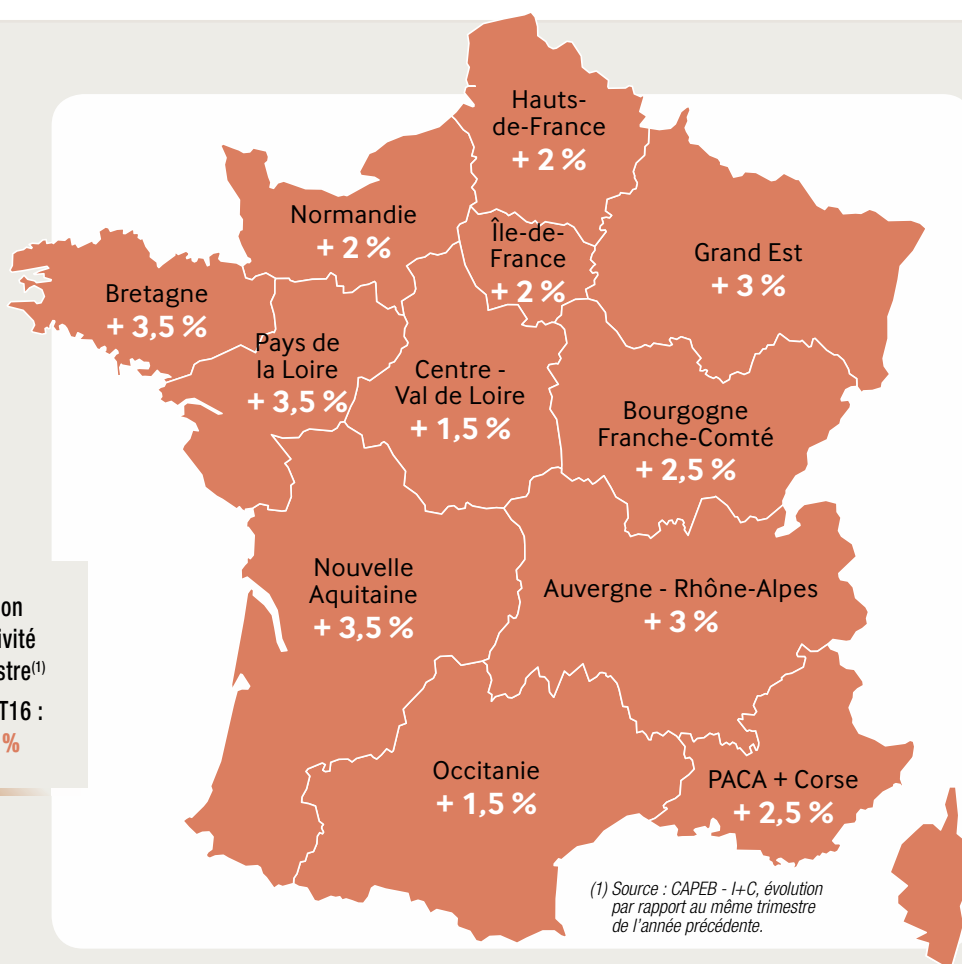 Hauts-
de-France
+ 2 %
Normandie
+ 2 %
Île-de-
France
+ 2 %
Grand Est
+ 3 %
Bretagne
+ 3,5 %
Pays de
la Loire
+ 3,5 %
Centre -
Val de Loire
+ 1,5 %
Bourgogne
Franche-Comté
+ 2,5 %
Nouvelle
Aquitaine
+ 3,5 %
Auvergne - Rhône-Alpes
+ 3 %
on
ivité
stre(1)
T16 :
%
Occitanie
+ 1,5 %
PACA + Corse
+ 2,5 %
(1) Source : CAPEB - I+C, évolution
par rapport au même trimestre
de l'année précédente.